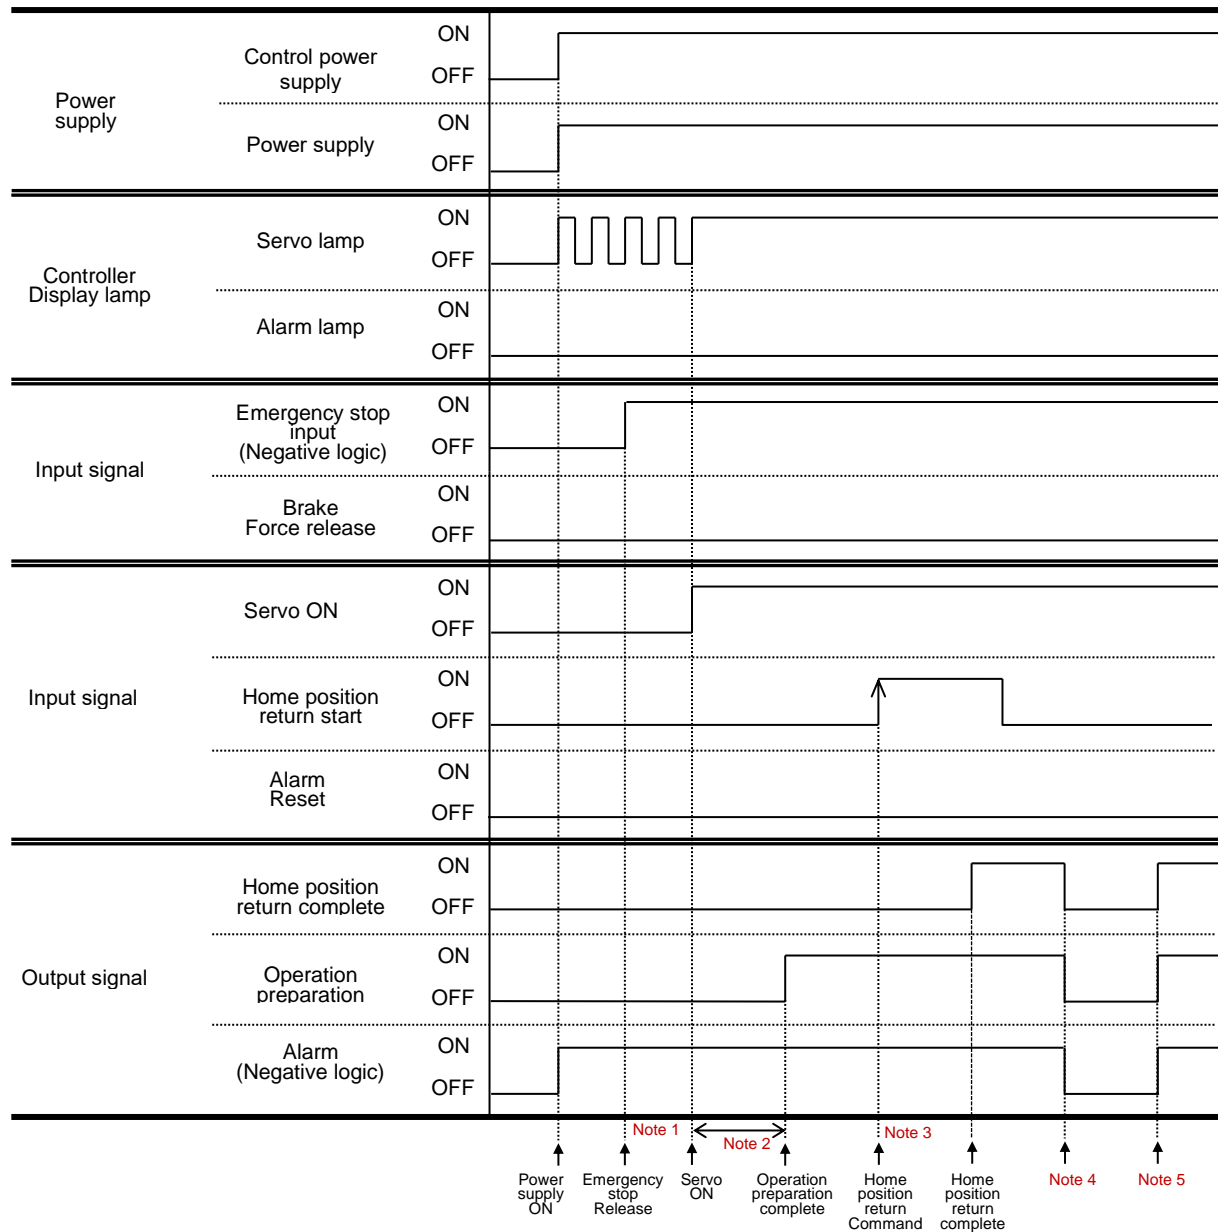 Power
supply
Control power
supply
ON
OFF
Power supply
ON
OFF
Controller
Display lamp
Servo lamp
ON
OFF
Alarm lamp
ON
OFF
Input signal
Emergency stop
input
(Negative logic)
ON
OFF
Brake
Force release
ON
OFF
Input signal
Servo ON
ON
OFF
Home position
return start
ON
OFF
Alarm
Reset
ON
OFF
Output signal
Home position
return complete
ON
OFF
Operation
preparation
ON
OFF
Alarm
(Negative logic)
ON
OFF
Note 1
Note 2
Note 3
Power
supply
ON
Emergency
stop
Release
Servo
ON
Operation
preparation
complete
Home
position
return
Command
Home
position
return
complete
Note 4
Note 5